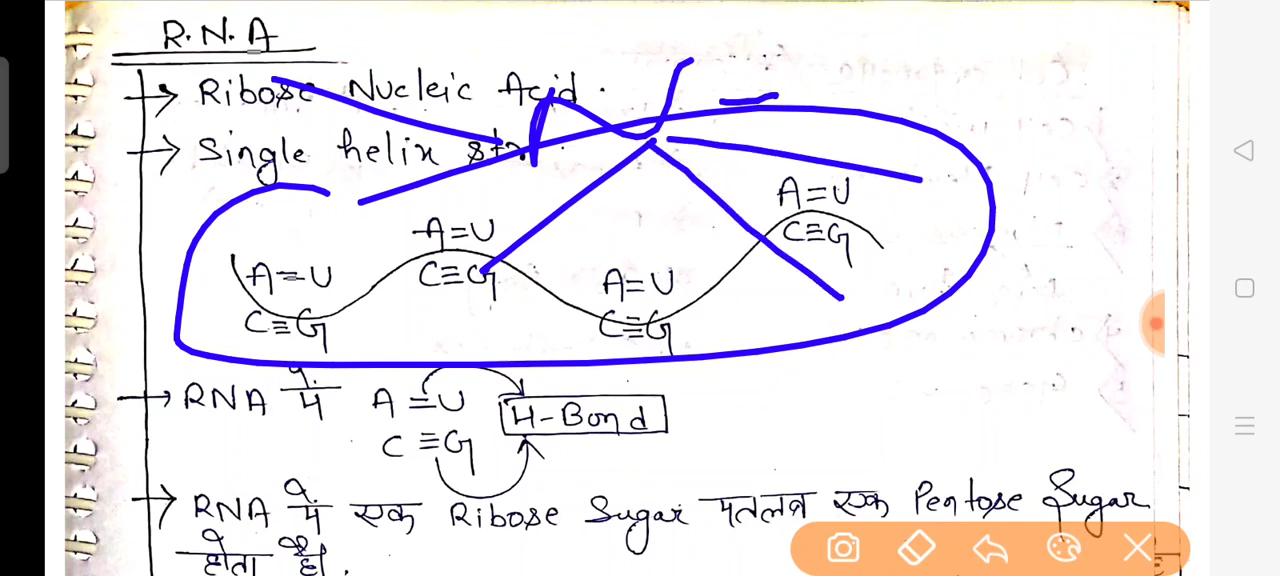 R.N.A
→ Ribose Nucleic Acid.
→ Single helix
A=U
C≡G
A=U
C≡G
A=U
C≡G
A=U
C≡G
→ RNA में A=U H-Bond
C≡G
→ RNA में एक Ribose Sugar मतलब एक Pentose Sugar
होता है.